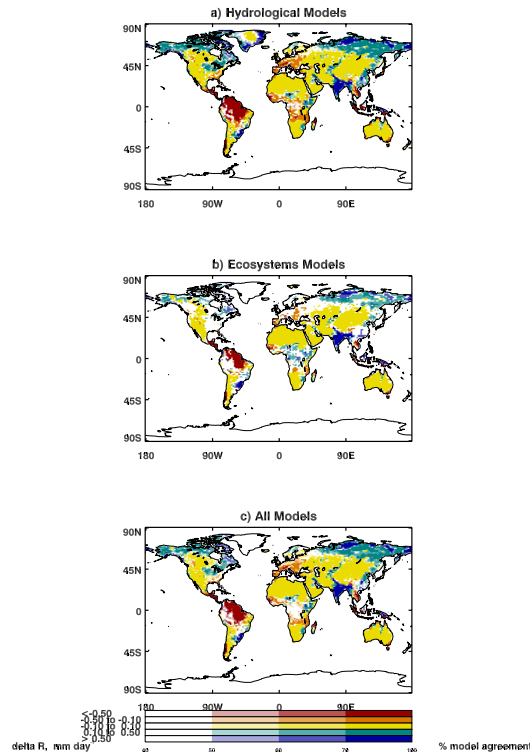 a) Hydrological Models
90N
45N
0
45S
90S
180 90W 0 90E
b) Ecosystems Models
90N
45N
0
45S
90S
180 90W 0 90E
c) All Models
90N
45N
0
45S
90S
180 90W 0 90E
<-0.50
-0.50 to -0.10
-0.10 to 0.10
0.10 to 0.50
> 0.50
delta R, mm day % model agreement